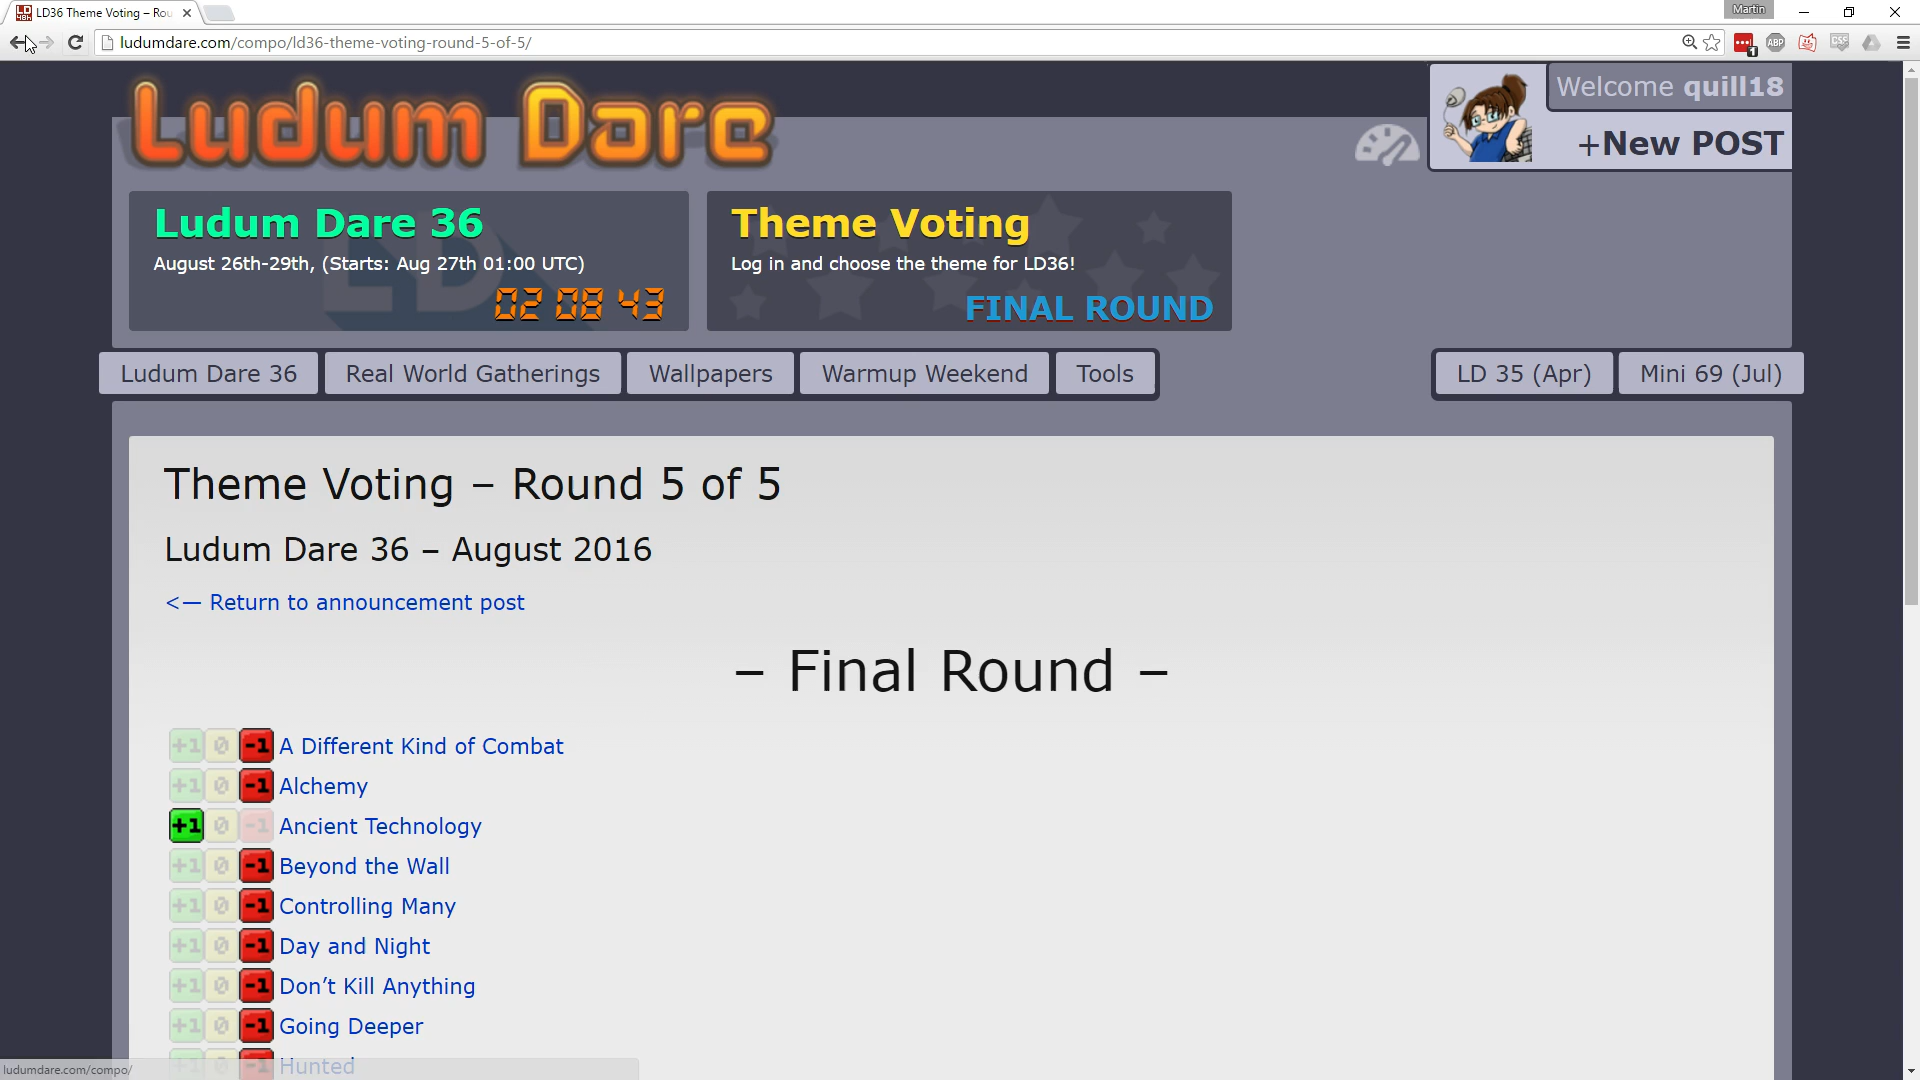 LD36 Theme Voting – Rou
Martin
ludumdare.com/compo/ld36-theme-voting-round-5-of-5/
1
ABP
CSS
Ludum Dare
Welcome quill18
+New POST
Ludum Dare 36
August 26th-29th, (Starts: Aug 27th 01:00 UTC)
02 08 43
Theme Voting
Log in and choose the theme for LD36!
FINAL ROUND
Ludum Dare 36
Real World Gatherings
Wallpapers
Warmup Weekend
Tools
LD 35 (Apr)
Mini 69 (Jul)
Theme Voting – Round 5 of 5
Ludum Dare 36 – August 2016
<— Return to announcement post
– Final Round –
+1 0 -1 A Different Kind of Combat
+1 0 -1 Alchemy
+1 0 -1 Ancient Technology
+1 0 -1 Beyond the Wall
+1 0 -1 Controlling Many
+1 0 -1 Day and Night
+1 0 -1 Don’t Kill Anything
+1 0 -1 Going Deeper
+1 0 -1 Hunted
ludumdare.com/compo/